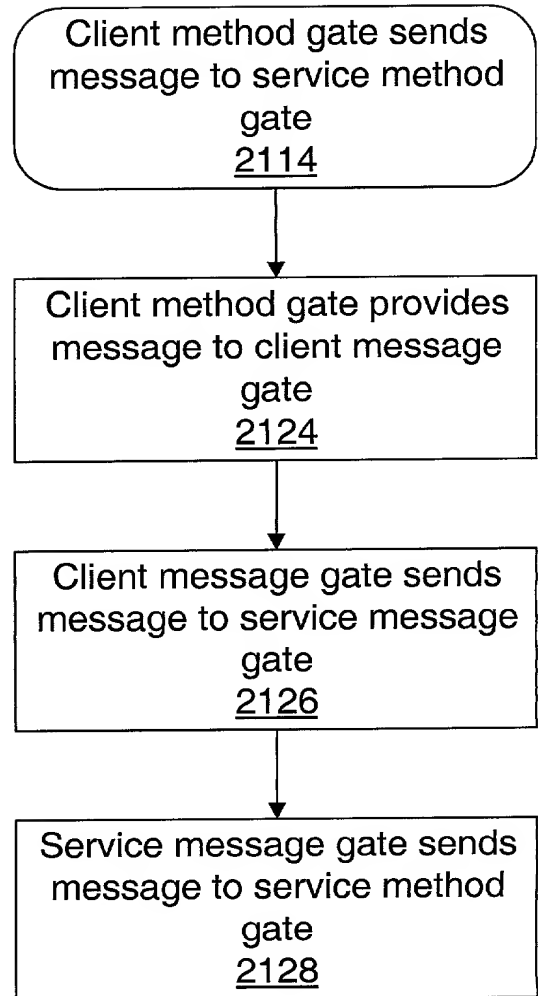 Client method gate sends
message to service method
gate
2114
Client method gate provides
message to client message
gate
2124
Client message gate sends
message to service message
gate
2126
Service message gate sends
message to service method
gate
2128